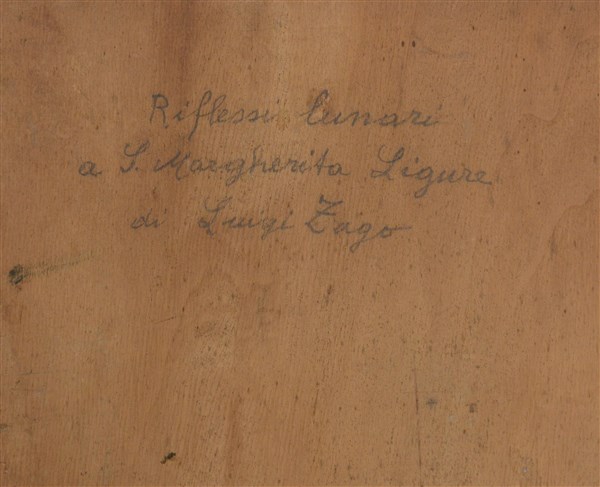 Riflessi lunari
a S. Margherita Ligure
di Luigi Zago